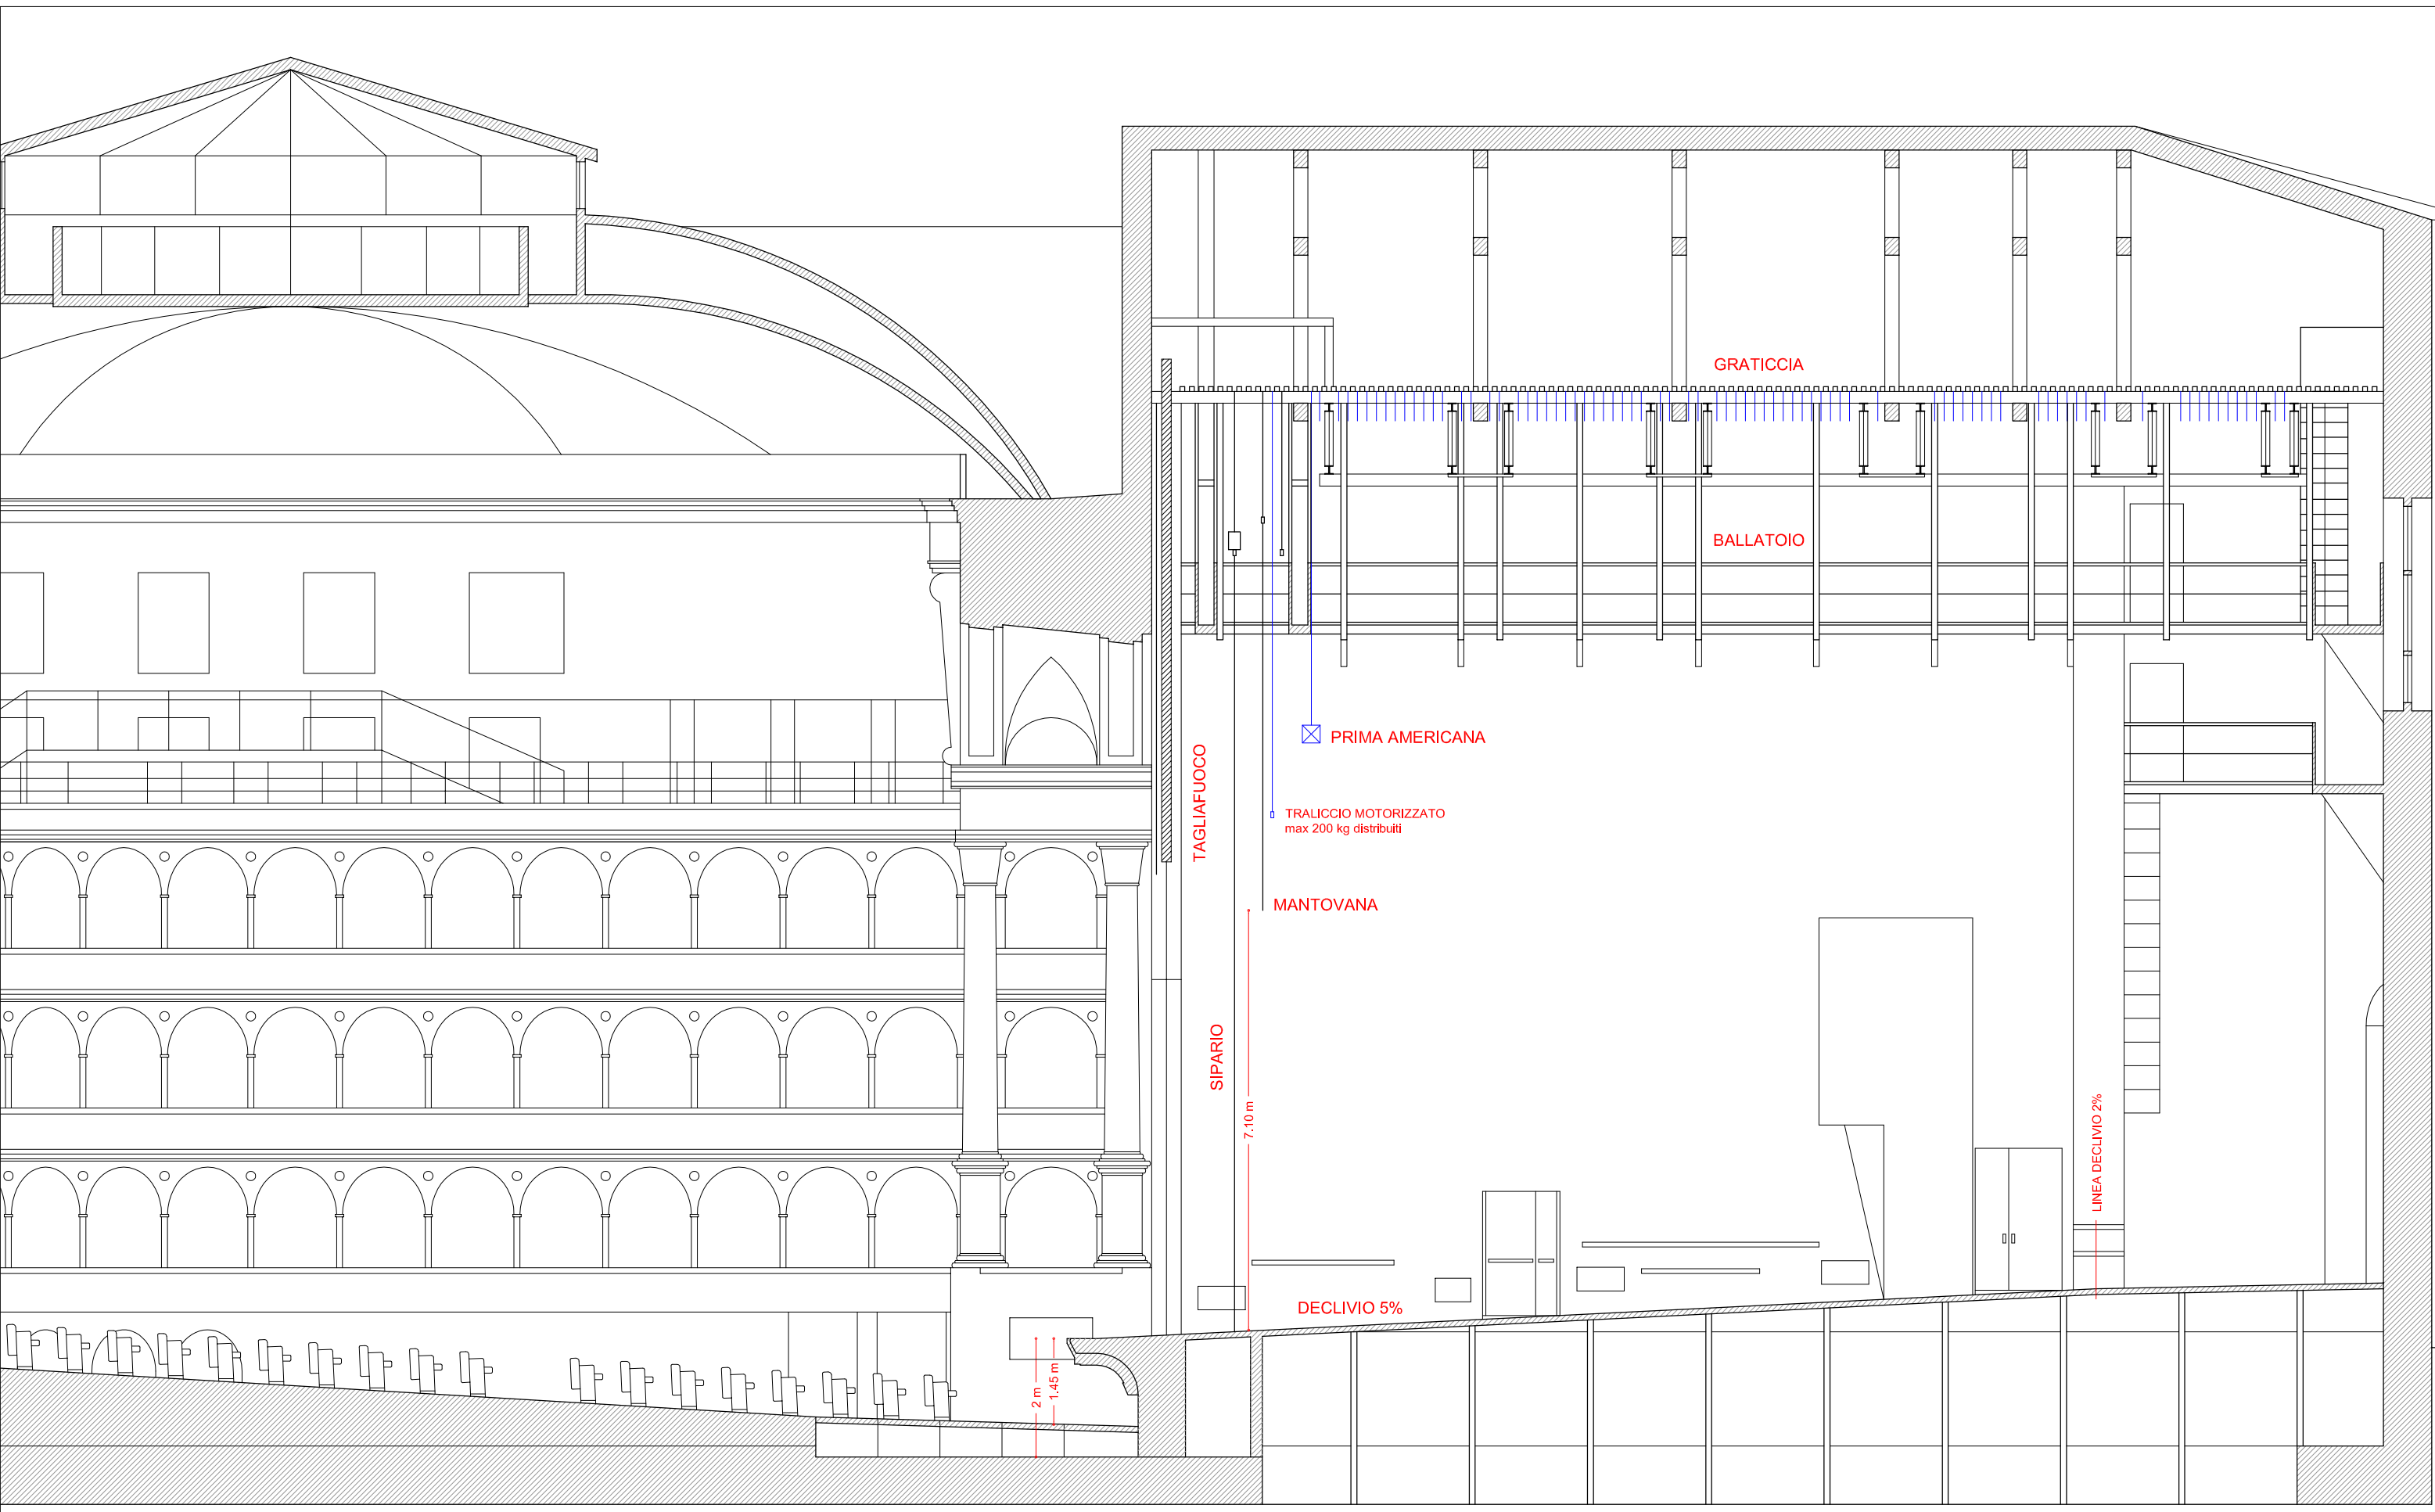 GRATICCIA
BALLATOIO
PRIMA AMERICANA
TAGLIAFUOCO
TRALICCIO MOTORIZZATO
max 200 kg distribuiti
MANTOVANA
SIPARIO
7.10 m
LINEA DECLIVIO 2%
DECLIVIO 5%
2 m
1.45 m